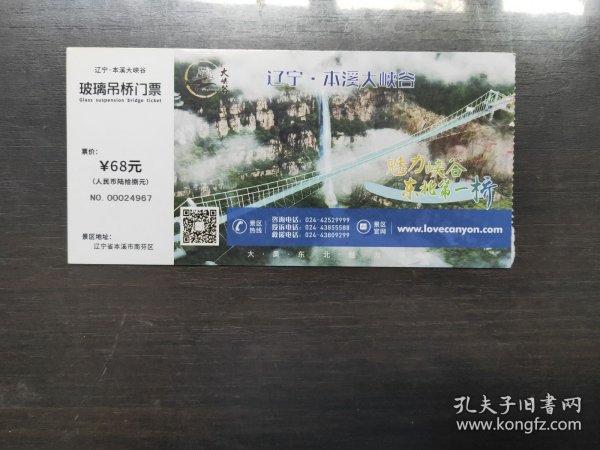 辽宁·本溪大峡谷
玻璃吊桥门票
Glass suspension bridge ticket
票价：
¥68元
（人民币陆拾捌元）
NO. 00024967
景区地址：
辽宁省本溪市南芬区
大峡谷
辽宁·本溪大峡谷
魅力峡谷
东北第一桥
景区
热线
咨询电话：024-42529999
投诉电话：024-43855588
救援电话：024-43809299
景区
官网
www.lovecanyon.com
大·美·东·北
孔夫子旧书网
www.kongfz.com